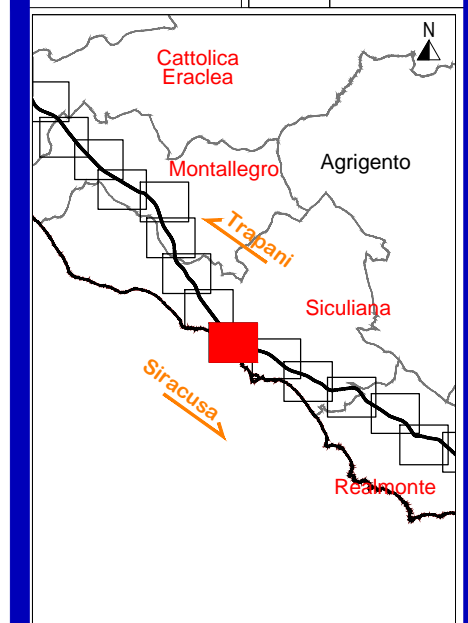 N
Cattolica
Eraclea
Montallegro
Agrigento
Trapani
Siculiana
Siracusa
Realmonte